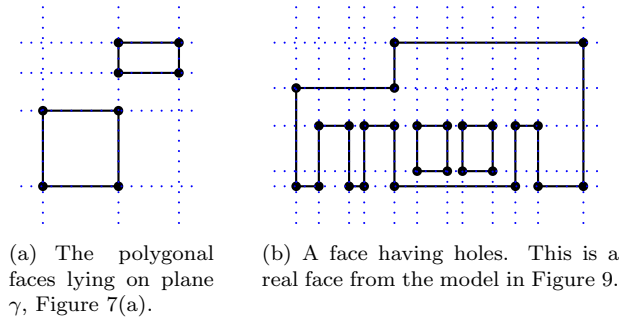 (a) The polygonal
faces lying on plane
γ, Figure 7(a).
(b) A face having holes. This is a
real face from the model in Figure 9.